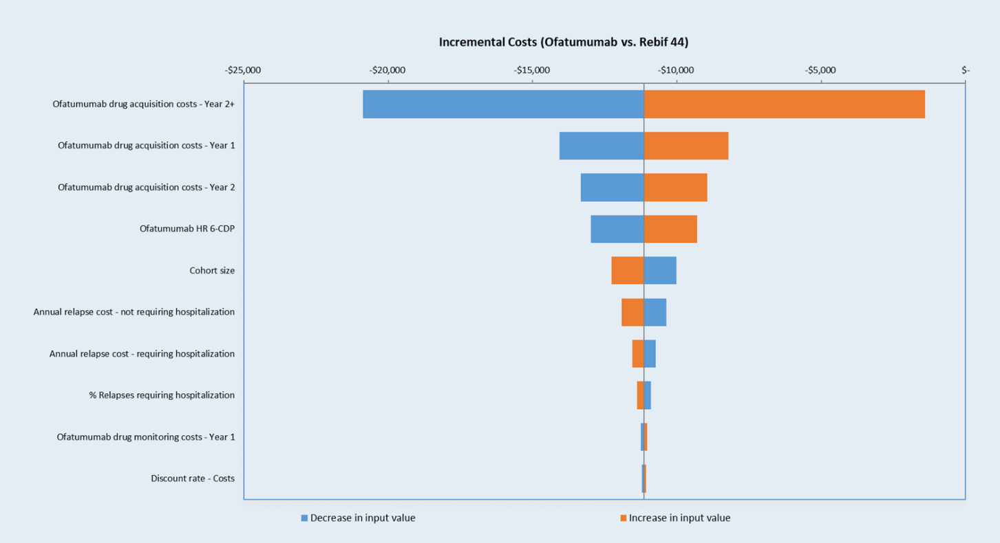 Incremental Costs (Ofatumumab vs. Rebif 44)
-$25,000 -$20,000 -$15,000 -$10,000 -$5,000 $-
Ofatumumab drug acquisition costs - Year 2+
Ofatumumab drug acquisition costs - Year 1
Ofatumumab drug acquisition costs - Year 2
Ofatumumab HR 6-CDP
Cohort size
Annual relapse cost - not requiring hospitalization
Annual relapse cost - requiring hospitalization
% Relapses requiring hospitalization
Ofatumumab drug monitoring costs - Year 1
Discount rate - Costs
Decrease in input value Increase in input value